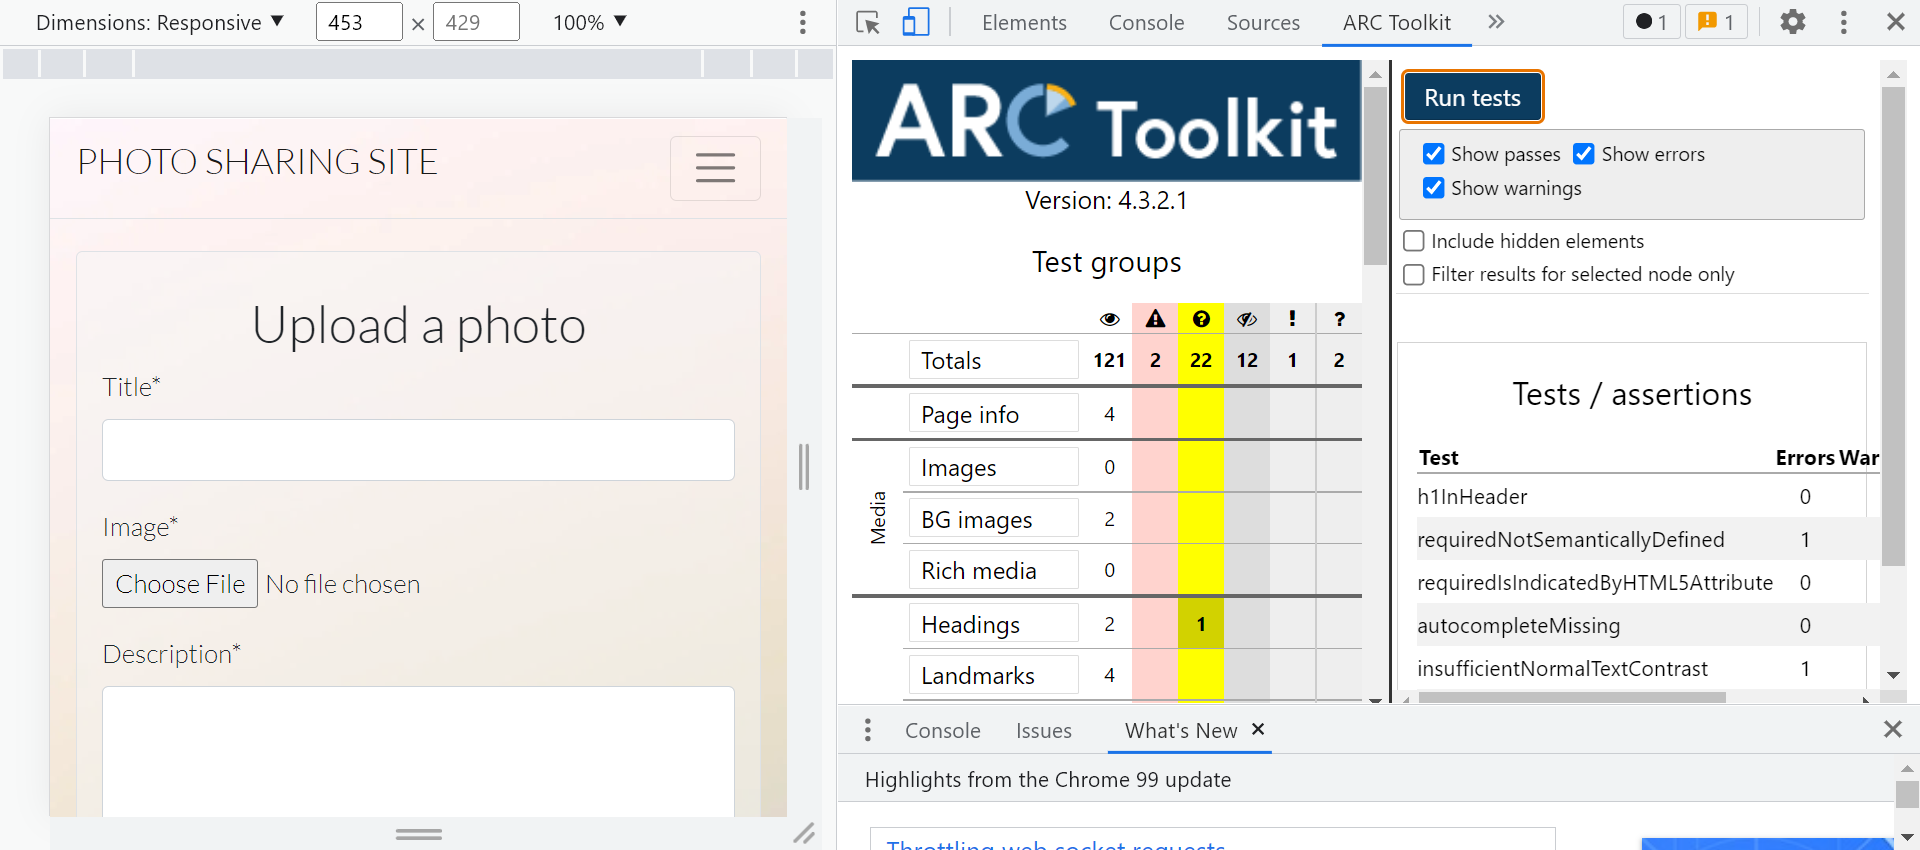 Dimensions: Responsive ▼ 453 × 429 100% ▼
Elements Console Sources ARC Toolkit » 1 1
PHOTO SHARING SITE
Upload a photo
Title*
Image*
Choose File No file chosen
Description*
ARC Toolkit
Version: 4.3.2.1
Test groups
! ?
Totals 121 2 22 12 1 2
Page info 4
Media
Images 0
BG images 2
Rich media 0
Headings 2 1
Landmarks 4
Run tests
Show passes Show errors
Show warnings
Include hidden elements
Filter results for selected node only
Tests / assertions
Test Errors War
h1InHeader 0
requiredNotSemanticallyDefined 1
requiredIsIndicatedByHTML5Attribute 0
autocompleteMissing 0
insufficientNormalTextContrast 1
Console Issues What's New ×
Highlights from the Chrome 99 update
Throttling web socket requests